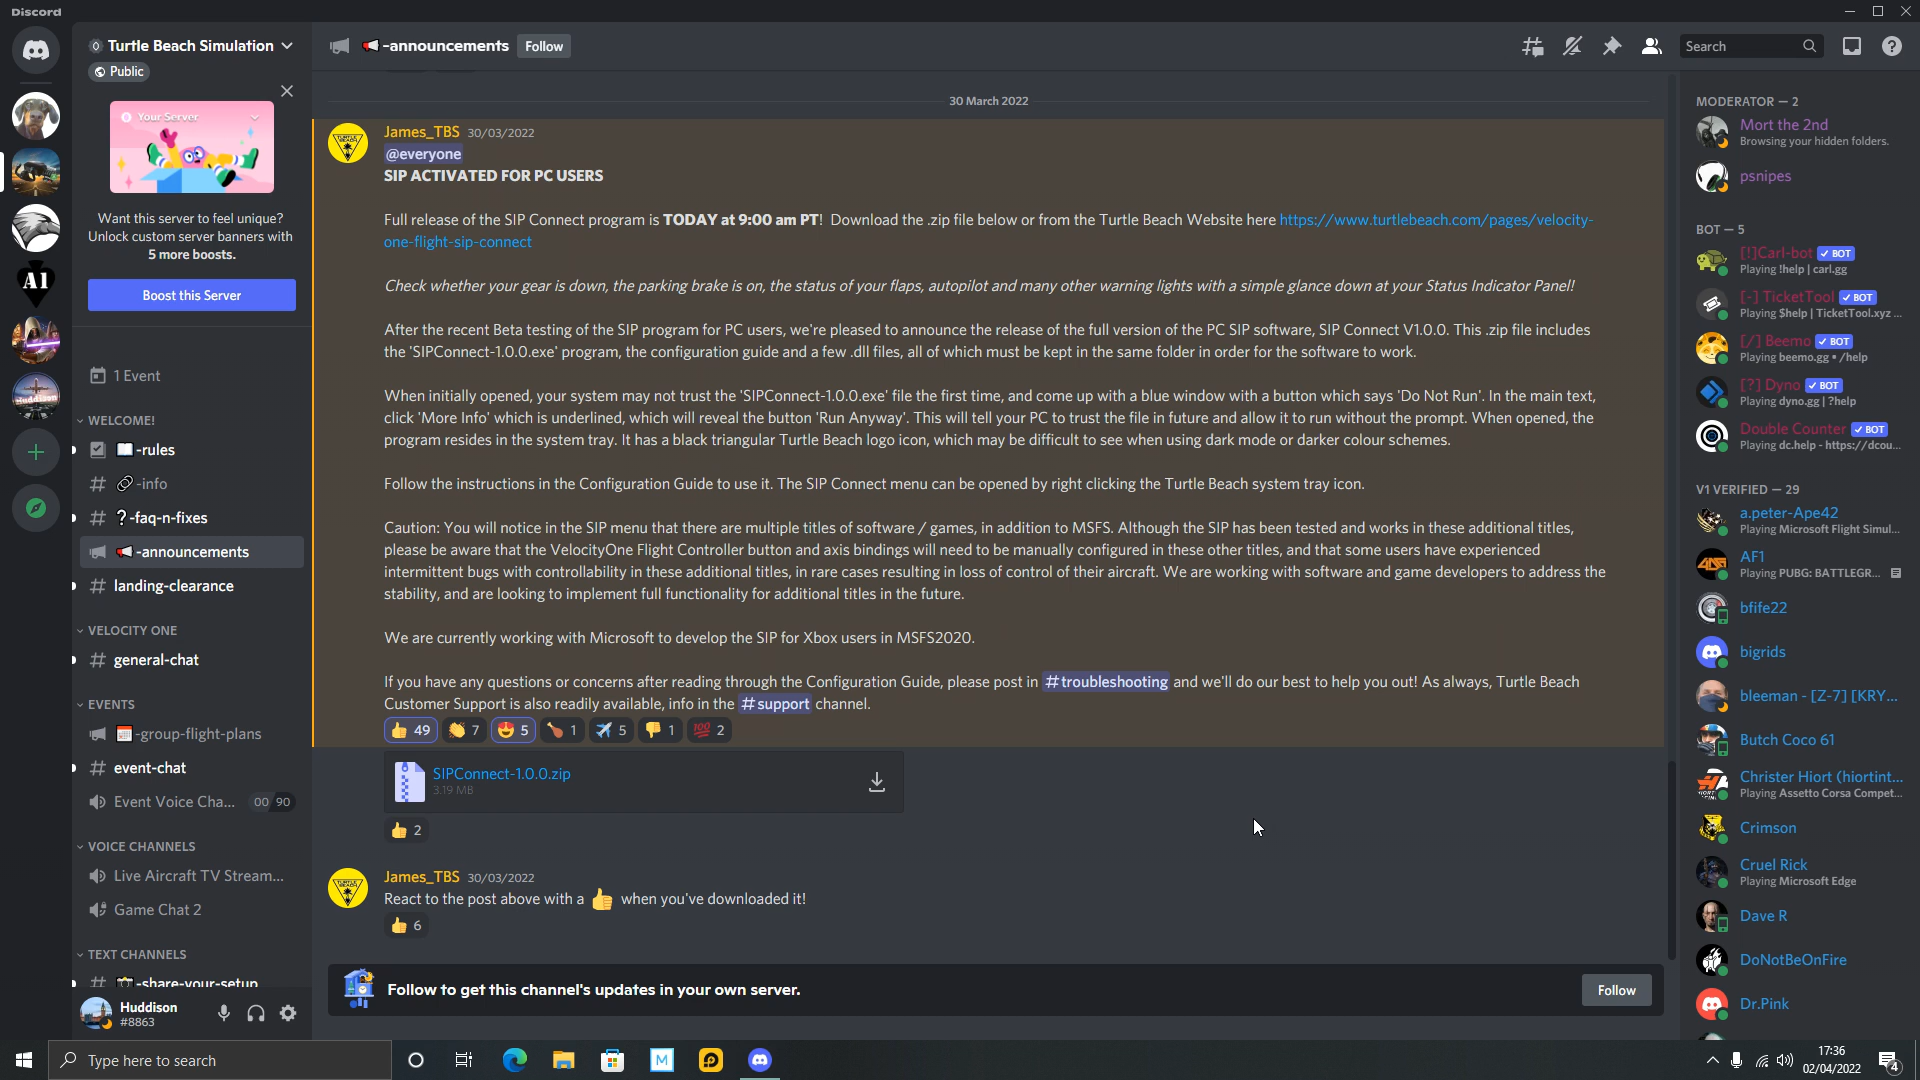 Discord
Turtle Beach Simulation
Public
Your Server
Want this server to feel unique?
Unlock custom server banners with
5 more boosts.
Boost this Server
1 Event
WELCOME!
-rules
-info
?-faq-n-fixes
-announcements
landing-clearance
VELOCITY ONE
general-chat
EVENTS
-group-flight-plans
event-chat
Event Voice Cha... 00 90
VOICE CHANNELS
Live Aircraft TV Stream...
Game Chat 2
TEXT CHANNELS
-share-your-setup
Huddison
#8863
-announcements Follow
Search
30 March 2022
James_TBS 30/03/2022
@everyone
SIP ACTIVATED FOR PC USERS
Full release of the SIP Connect program is TODAY at 9:00 am PT! Download the .zip file below or from the Turtle Beach Website here https://www.turtlebeach.com/pages/velocity-
one-flight-sip-connect
Check whether your gear is down, the parking brake is on, the status of your flaps, autopilot and many other warning lights with a simple glance down at your Status Indicator Panel!
After the recent Beta testing of the SIP program for PC users, we're pleased to announce the release of the full version of the PC SIP software, SIP Connect V1.0.0. This .zip file includes
the 'SIPConnect-1.0.0.exe' program, the configuration guide and a few .dll files, all of which must be kept in the same folder in order for the software to work.
When initially opened, your system may not trust the 'SIPConnect-1.0.0.exe' file the first time, and come up with a blue window with a button which says 'Do Not Run'. In the main text,
click 'More Info' which is underlined, which will reveal the button 'Run Anyway'. This will tell your PC to trust the file in future and allow it to run without the prompt. When opened, the
program resides in the system tray. It has a black triangular Turtle Beach logo icon, which may be difficult to see when using dark mode or darker colour schemes.
Follow the instructions in the Configuration Guide to use it. The SIP Connect menu can be opened by right clicking the Turtle Beach system tray icon.
Caution: You will notice in the SIP menu that there are multiple titles of software / games, in addition to MSFS. Although the SIP has been tested and works in these additional titles,
please be aware that the VelocityOne Flight Controller button and axis bindings will need to be manually configured in these other titles, and that some users have experienced
intermittent bugs with controllability in these additional titles, in rare cases resulting in loss of control of their aircraft. We are working with software and game developers to address the
stability, and are looking to implement full functionality for additional titles in the future.
We are currently working with Microsoft to develop the SIP for Xbox users in MSFS2020.
If you have any questions or concerns after reading through the Configuration Guide, please post in #troubleshooting and we'll do our best to help you out! As always, Turtle Beach
Customer Support is also readily available, info in the #support channel.
49 7 5 1 5 1 2
SIPConnect-1.0.0.zip
3.19 MB
2
James_TBS 30/03/2022
React to the post above with a 👍 when you've downloaded it!
6
Follow to get this channel's updates in your own server.
Follow
MODERATOR — 2
Mort the 2nd
Browsing your hidden folders.
psnipes
BOT — 5
[!]Carl-bot BOT
Playing !help | carl.gg
[-] TicketTool BOT
Playing $help | TicketTool.xyz ...
[/] Beemo BOT
Playing beemo.gg • /help
[?] Dyno BOT
Playing dyno.gg | ?help
Double Counter BOT
Playing dc.help - https://dcou...
V1 VERIFIED — 29
a.peter-Ape42
Playing Microsoft Flight Simul...
AF1
Playing PUBG: BATTLEGR...
bfife22
bigrids
bleeman - [Z-7] [KRY...
Butch Coco 61
Christer Hiort (hiortint...
Playing Assetto Corsa Compet...
Crimson
Cruel Rick
Playing Microsoft Edge
Dave R
DoNotBeOnFire
Dr.Pink
Type here to search
17:36
02/04/2022
4